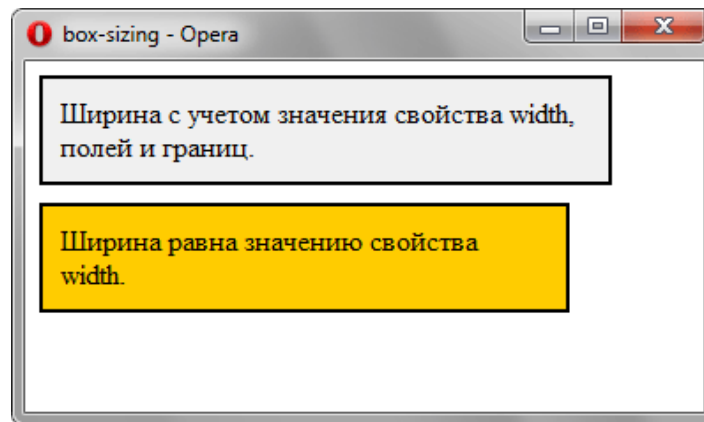 box-sizing - Opera
Ширина с учетом значения свойства width,
полей и границ.
Ширина равна значению свойства
width.